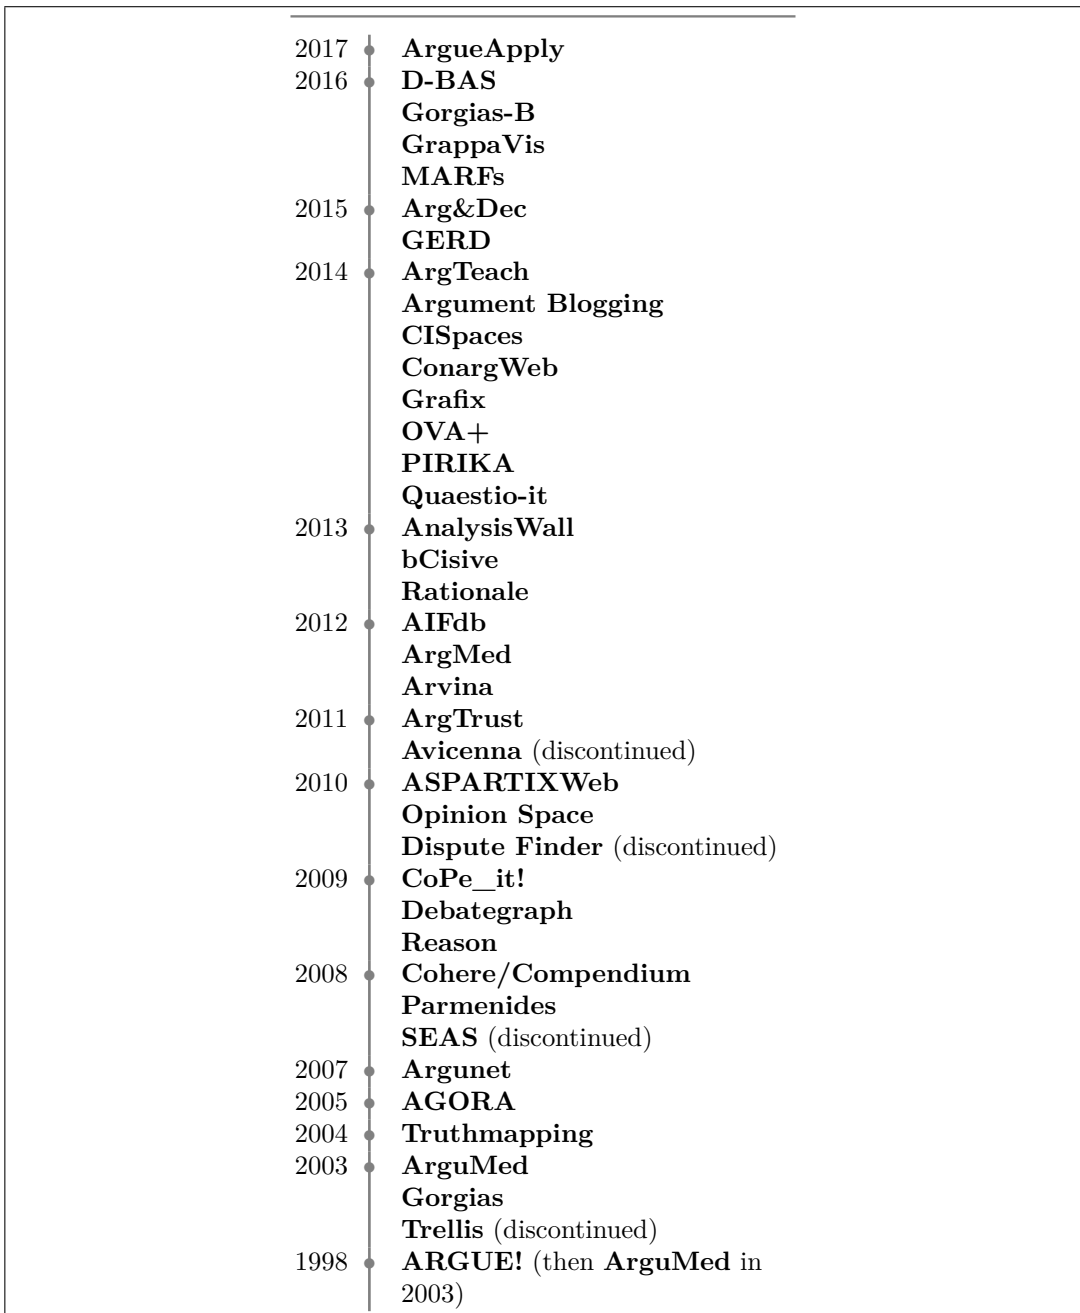 2017 ArgueApply
2016 D-BAS
Gorgias-B
GrappaVis
MARFs
2015 Arg&Dec
GERD
2014 ArgTeach
Argument Blogging
CISpaces
ConargWeb
Grafix
OVA+
PIRIKA
Quaestio-it
2013 AnalysisWall
bCisive
Rationale
2012 AIFdb
ArgMed
Arvina
2011 ArgTrust
Avicenna (discontinued)
2010 ASPARTIXWeb
Opinion Space
Dispute Finder (discontinued)
2009 CoPe_it!
Debategraph
Reason
2008 Cohere/Compendium
Parmenides
SEAS (discontinued)
2007 Argunet
2005 AGORA
2004 Truthmapping
2003 ArguMed
Gorgias
Trellis (discontinued)
1998 ARGUE! (then ArguMed in
2003)